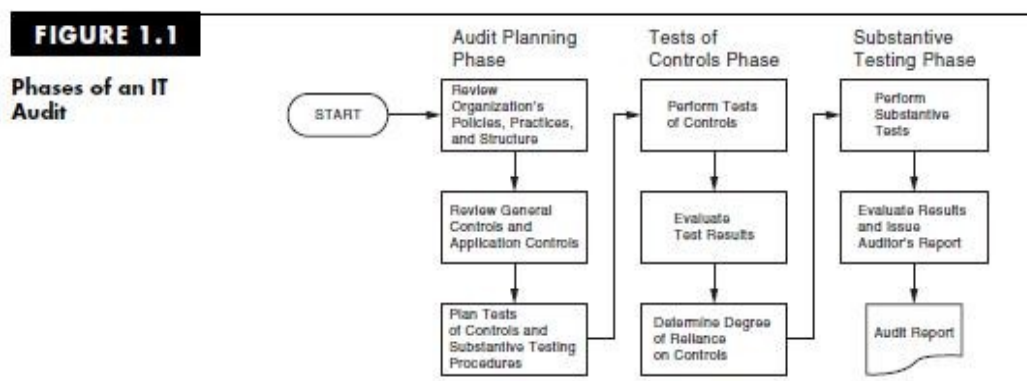 FIGURE 1.1
Phases of an IT
Audit
START
Audit Planning
Phase
Review
Organization's
Policies, Practices,
and Structure
Review General
Controls and
Application Controls
Plan Tests
of Controls and
Substantive Testing
Procedures
Tests of
Controls Phase
Perform Tests
of Controls
Evaluate
Test Results
Determine Degree
of Reliance
on Controls
Substantive
Testing Phase
Perform
Substantive
Tests
Evaluate Results
and Issue
Auditor's Report
Audit Report